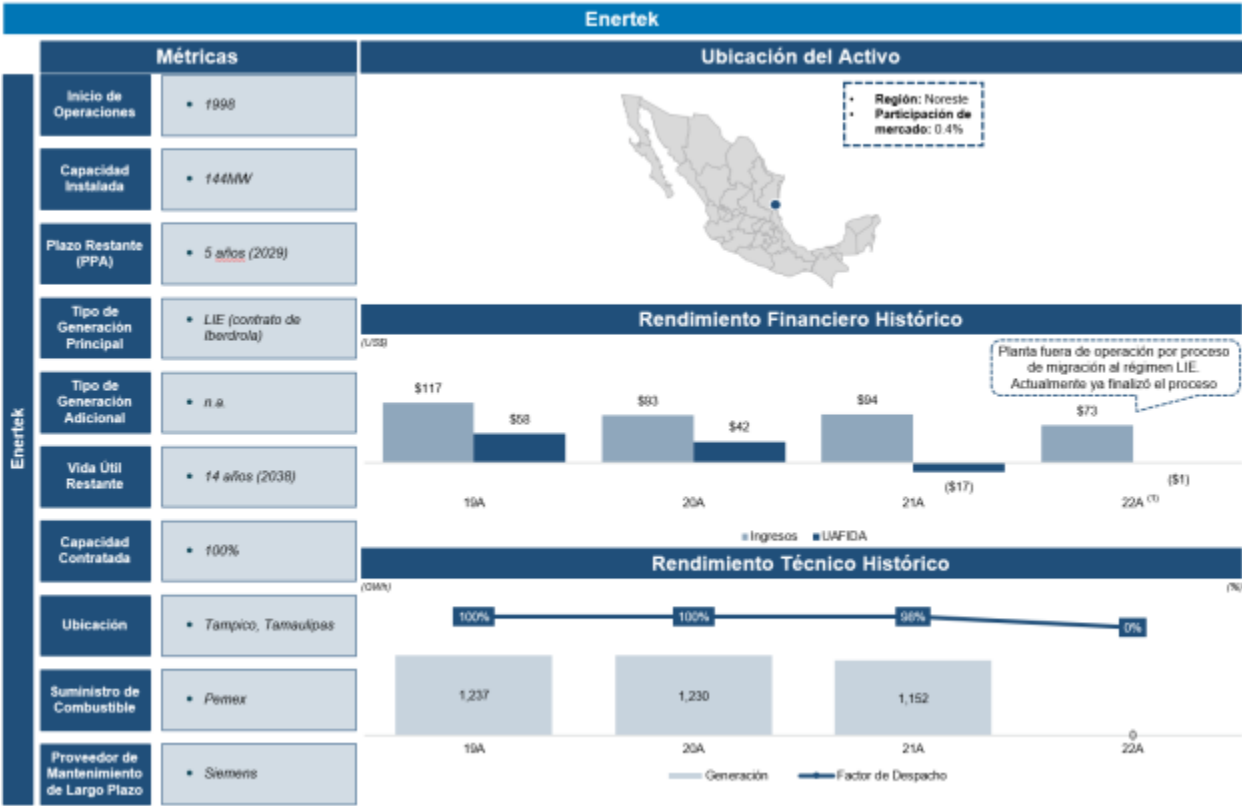 Enertek
Métricas
Ubicación del Activo
Enertek
Inicio de
Operaciones
• 1998
Capacidad
Instalada
• 144MW
Plazo Restante
(PPA)
• 5 años (2029)
Tipo de
Generación
Principal
• LIE (contrato de
Iberdrola)
Tipo de
Generación
Adicional
• n.a.
Vida Útil
Restante
• 14 años (2038)
Capacidad
Contratada
• 100%
Ubicación
• Tampico, Tamaulipas
Suministro de
Combustible
• Pemex
Proveedor de
Mantenimiento
de Largo Plazo
• Siemens
• Región: Noreste
• Participación de
mercado: 0.4%
Rendimiento Financiero Histórico
(US$)
Planta fuera de operación por proceso
de migración al régimen LIE.
Actualmente ya finalizó el proceso
$117
$58
$93
$42
$94
($17)
$73
($1)
19A
20A
21A
22A (1)
Ingresos
UAFIDA
Rendimiento Técnico Histórico
(GWh)
(%)
100%
100%
98%
0%
1,237
1,230
1,152
0
19A
20A
21A
22A
Generación
Factor de Despacho